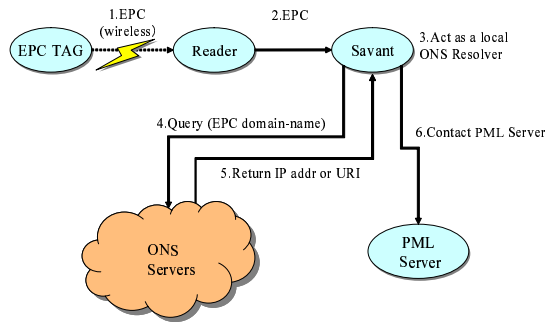 1.EPC
(wireless)
2.EPC
EPC TAG
Reader
Savant
3.Act as a local
ONS Resolver
4.Query (EPC domain-name)
6.Contact PML Server
5.Return IP addr or URI
ONS
Servers
PML
Server